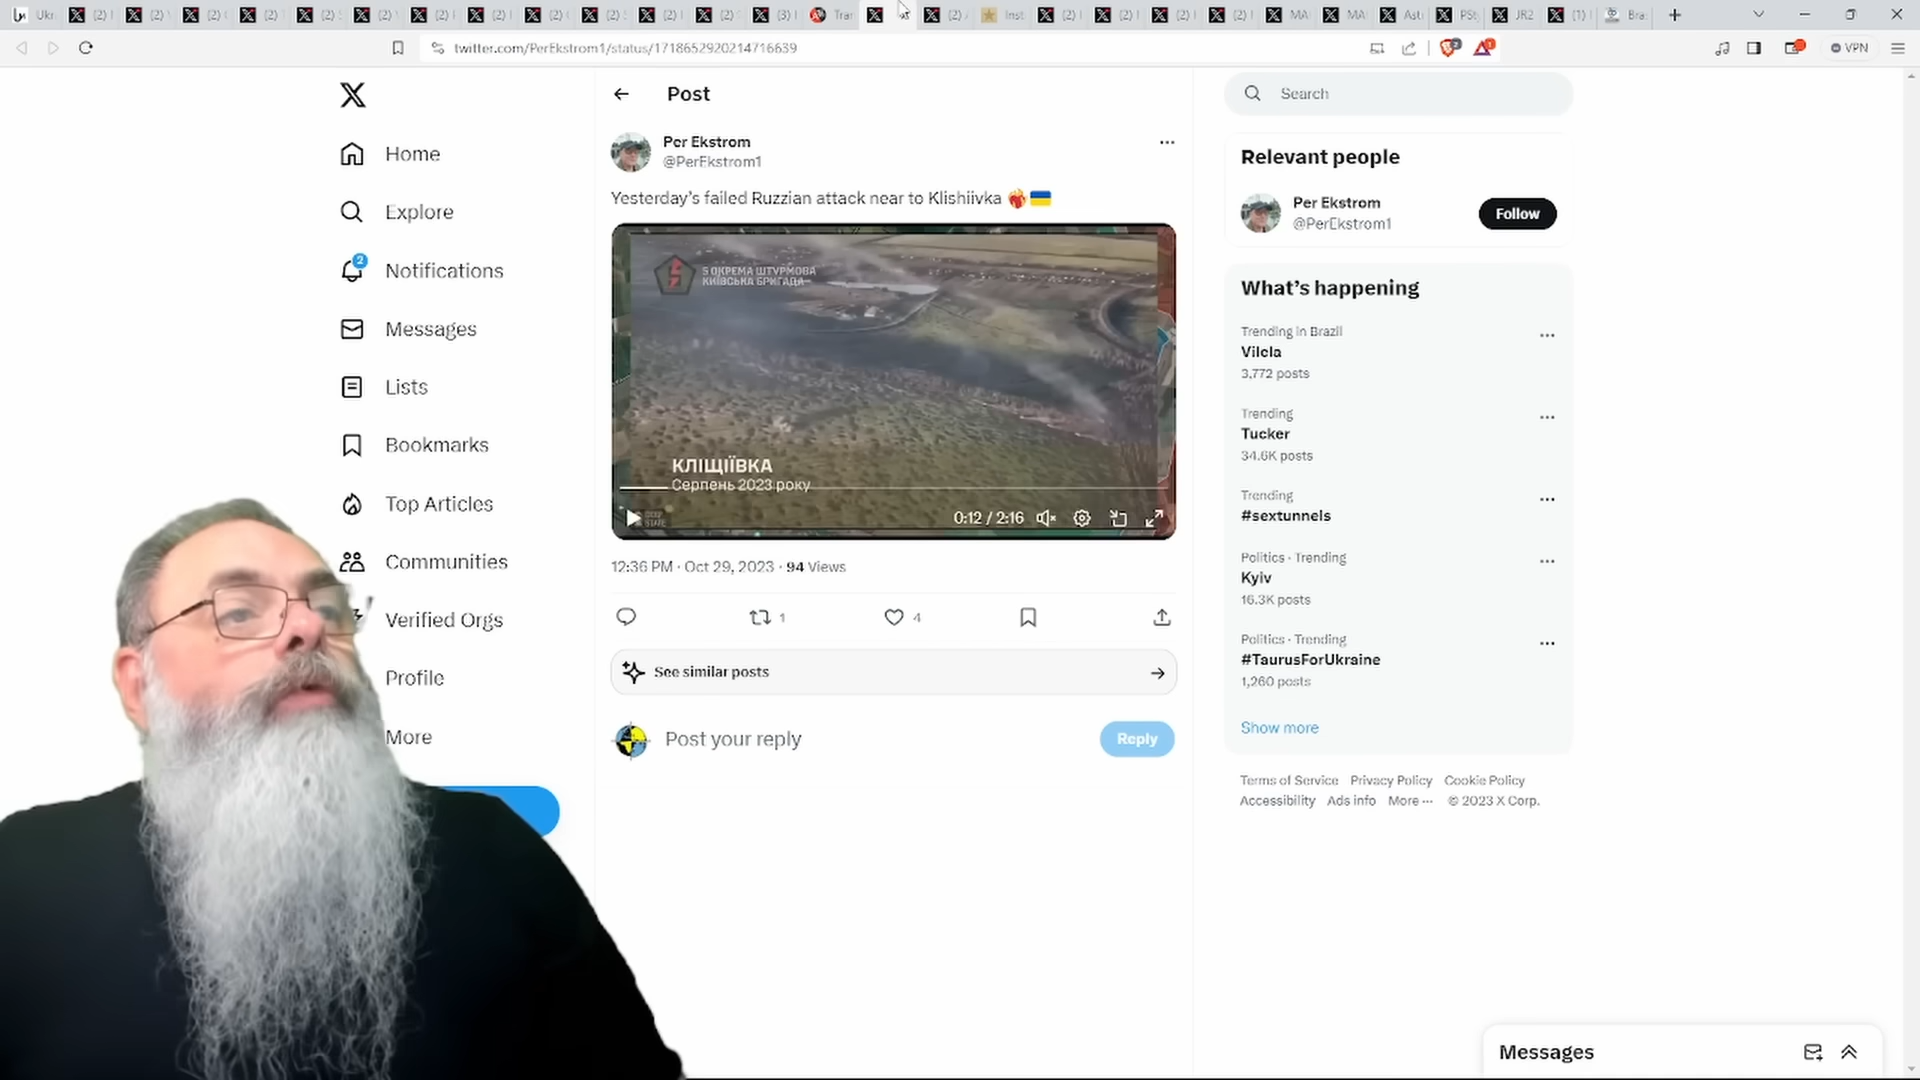 twitter.com/PerEkstrom1/status/1718652920214716639
VPN
Home
Explore
2
Notifications
Messages
Lists
Bookmarks
Top Articles
Communities
Verified Orgs
Profile
More
Post
Per Ekstrom
@PerEkstrom1
Yesterday's failed Ruzzian attack near to Klishiivka
5 ОКРЕМА ШТУРМОВА
КИЇВСЬКА БРИГАДА
КЛІЩІЇВКА
Серпень 2023 року
0:12 / 2:16
12:36 PM · Oct 29, 2023 · 94 Views
1
4
See similar posts
Post your reply
Reply
Search
Relevant people
Per Ekstrom
@PerEkstrom1
Follow
What's happening
Trending in Brazil
Vilela
3,772 posts
Trending
Tucker
34.6K posts
Trending
#sextunnels
Politics · Trending
Kyiv
16.3K posts
Politics · Trending
#TaurusForUkraine
1,260 posts
Show more
Terms of Service Privacy Policy Cookie Policy
Accessibility Ads info More ··· © 2023 X Corp.
Messages